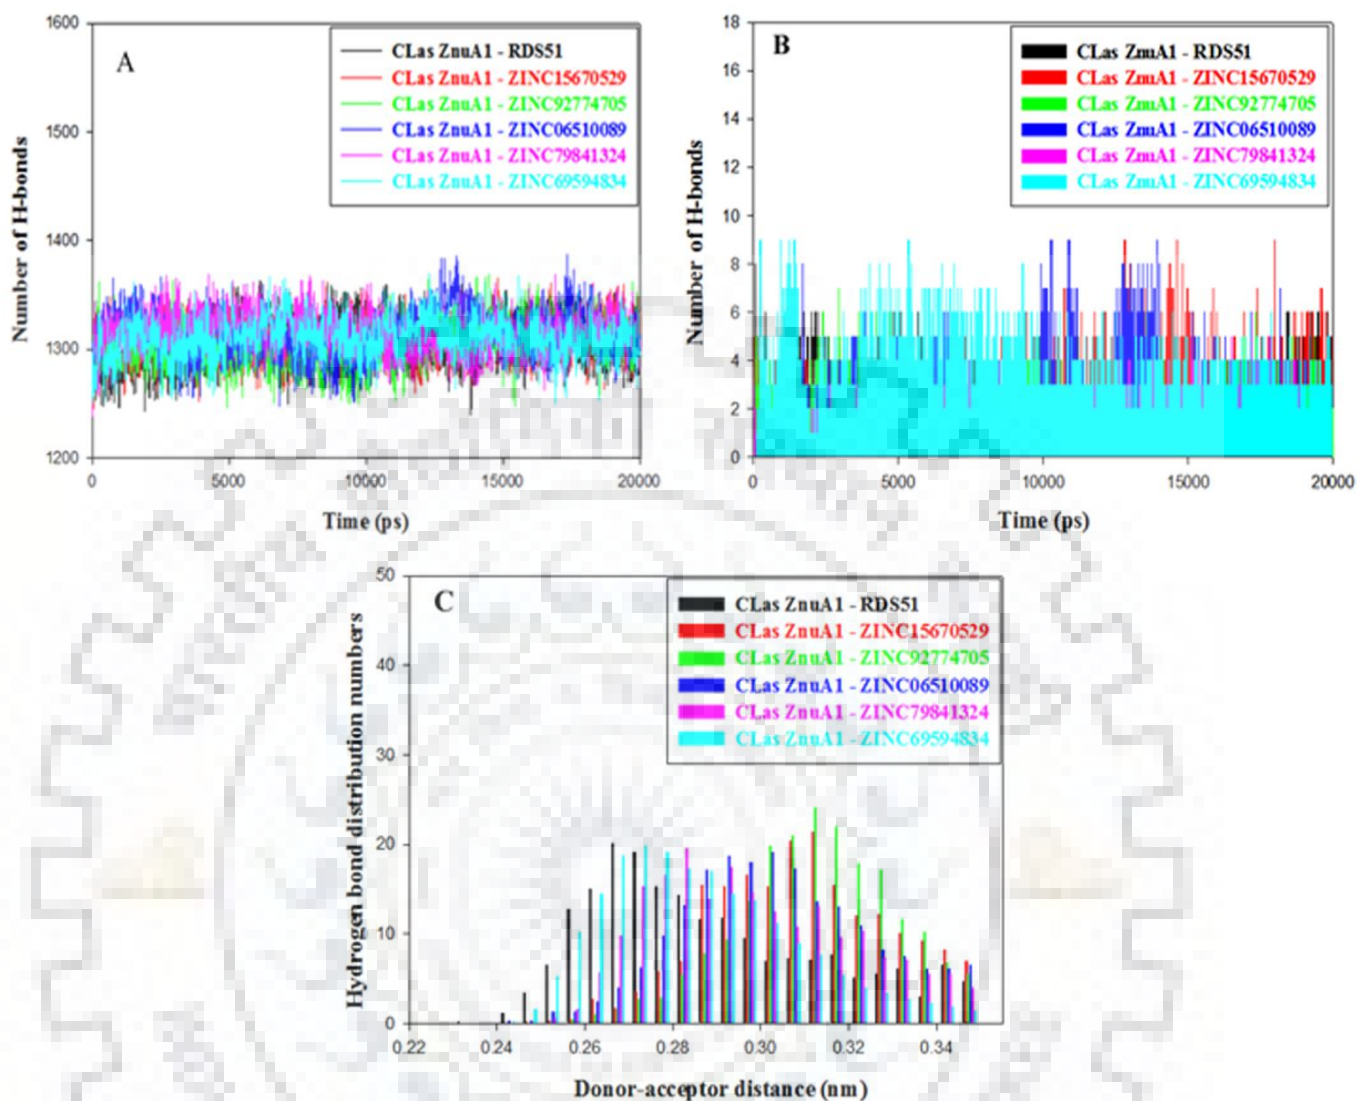 A
1600
1500
1400
1300
1200
Number of H-bonds
CLas ZnuA1 - RDS51
CLas ZnuA1 - ZINC15670529
CLas ZnuA1 - ZINC92774705
CLas ZnuA1 - ZINC06510089
CLas ZnuA1 - ZINC79841324
CLas ZnuA1 - ZINC69594834
0 5000 10000 15000 20000
Time (ps)
B
18
16
14
12
10
8
6
4
2
0
Number of H-bonds
CLas ZnuA1 - RDS51
CLas ZnuA1 - ZINC15670529
CLas ZnuA1 - ZINC92774705
CLas ZnuA1 - ZINC06510089
CLas ZnuA1 - ZINC79841324
CLas ZnuA1 - ZINC69594834
0 5000 10000 15000 20000
Time (ps)
C
50
40
30
20
10
0
Hydrogen bond distribution numbers
CLas ZnuA1 - RDS51
CLas ZnuA1 - ZINC15670529
CLas ZnuA1 - ZINC92774705
CLas ZnuA1 - ZINC06510089
CLas ZnuA1 - ZINC79841324
CLas ZnuA1 - ZINC69594834
0.22 0.24 0.26 0.28 0.30 0.32 0.34
Donor-acceptor distance (nm)